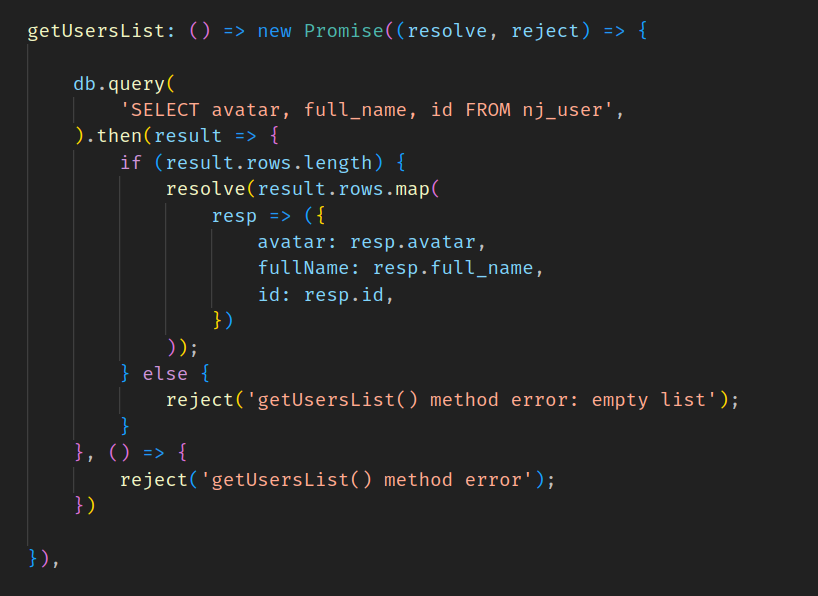 getUsersList: () => new Promise((resolve, reject) => {
db.query(
'SELECT avatar, full_name, id FROM nj_user',
).then(result => {
if (result.rows.length) {
resolve(result.rows.map(
resp => ({
avatar: resp.avatar,
fullName: resp.full_name,
id: resp.id,
})
));
} else {
reject('getUsersList() method error: empty list');
}
}, () => {
reject('getUsersList() method error');
})
}),